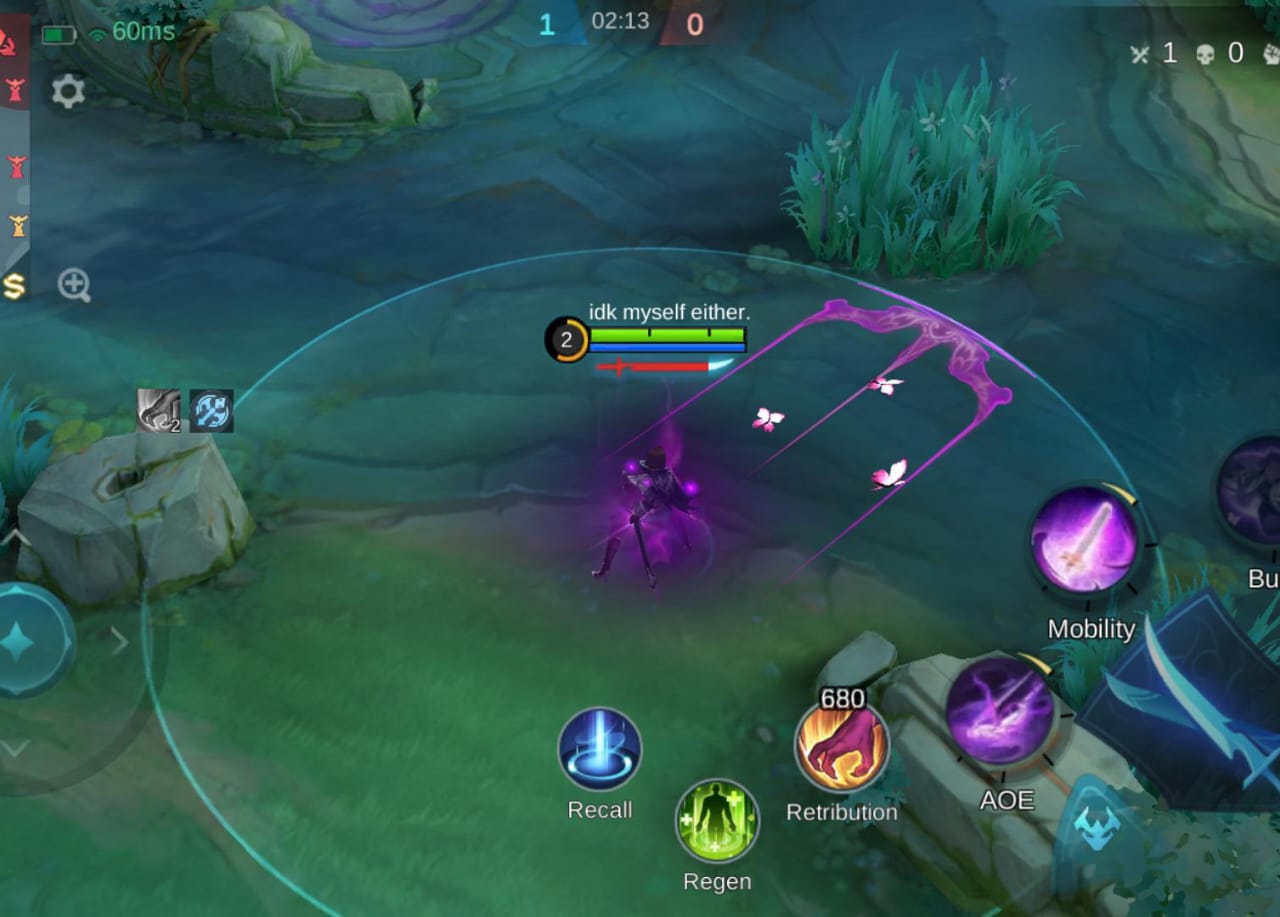 60ms
1
02:13
0
1
0
idk myself either.
2
2
680
Mobility
Bu
AOE
Retribution
Recall
Regen